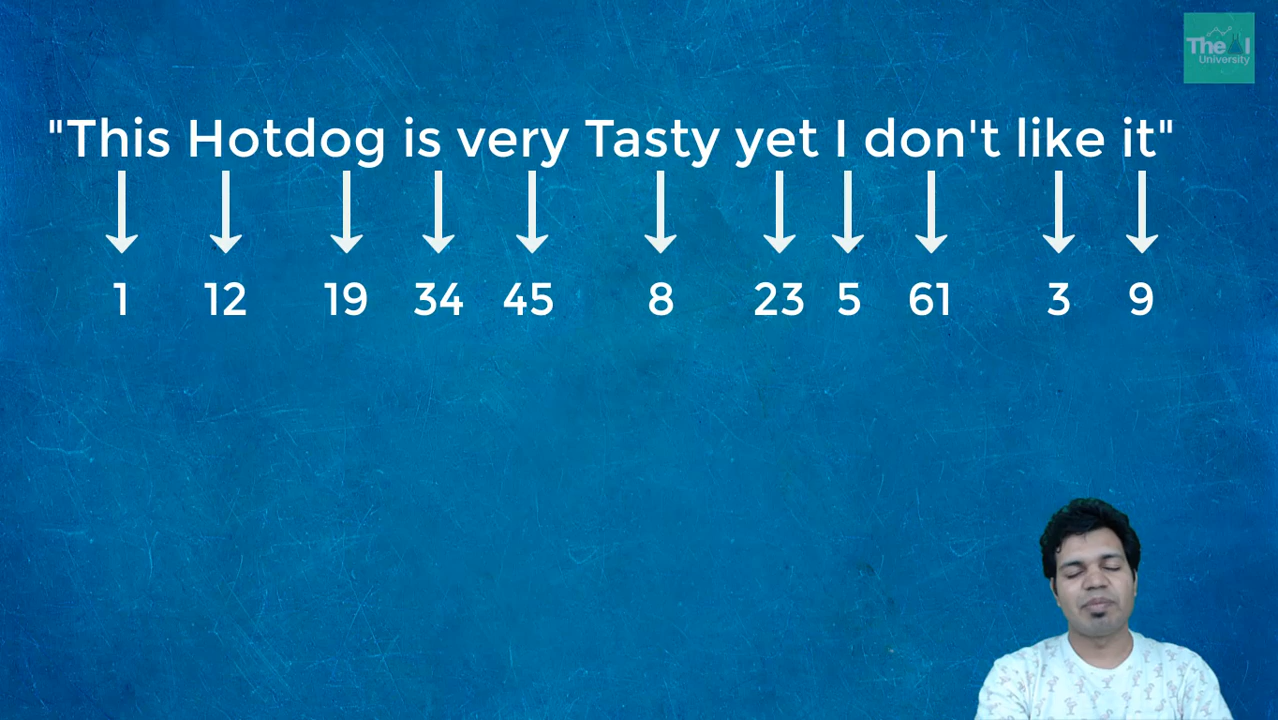 The AI
University
"This Hotdog is very Tasty yet I don't like it"
1 12 19 34 45 8 23 5 61 3 9